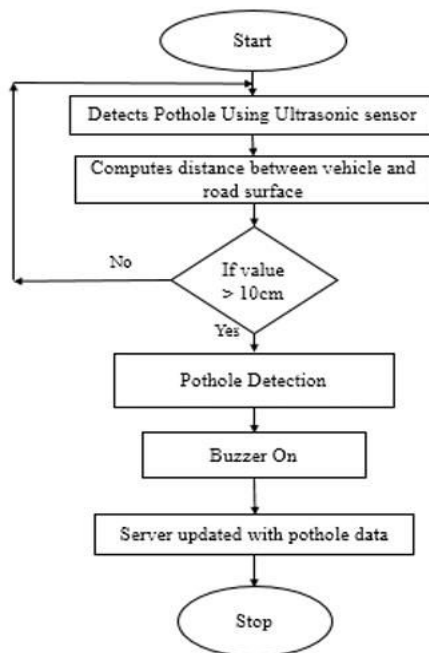 Start
Detects Pothole Using Ultrasonic sensor
Computes distance between vehicle and
road surface
No
If value
> 10cm
Yes
Pothole Detection
Buzzer On
Server updated with pothole data
Stop